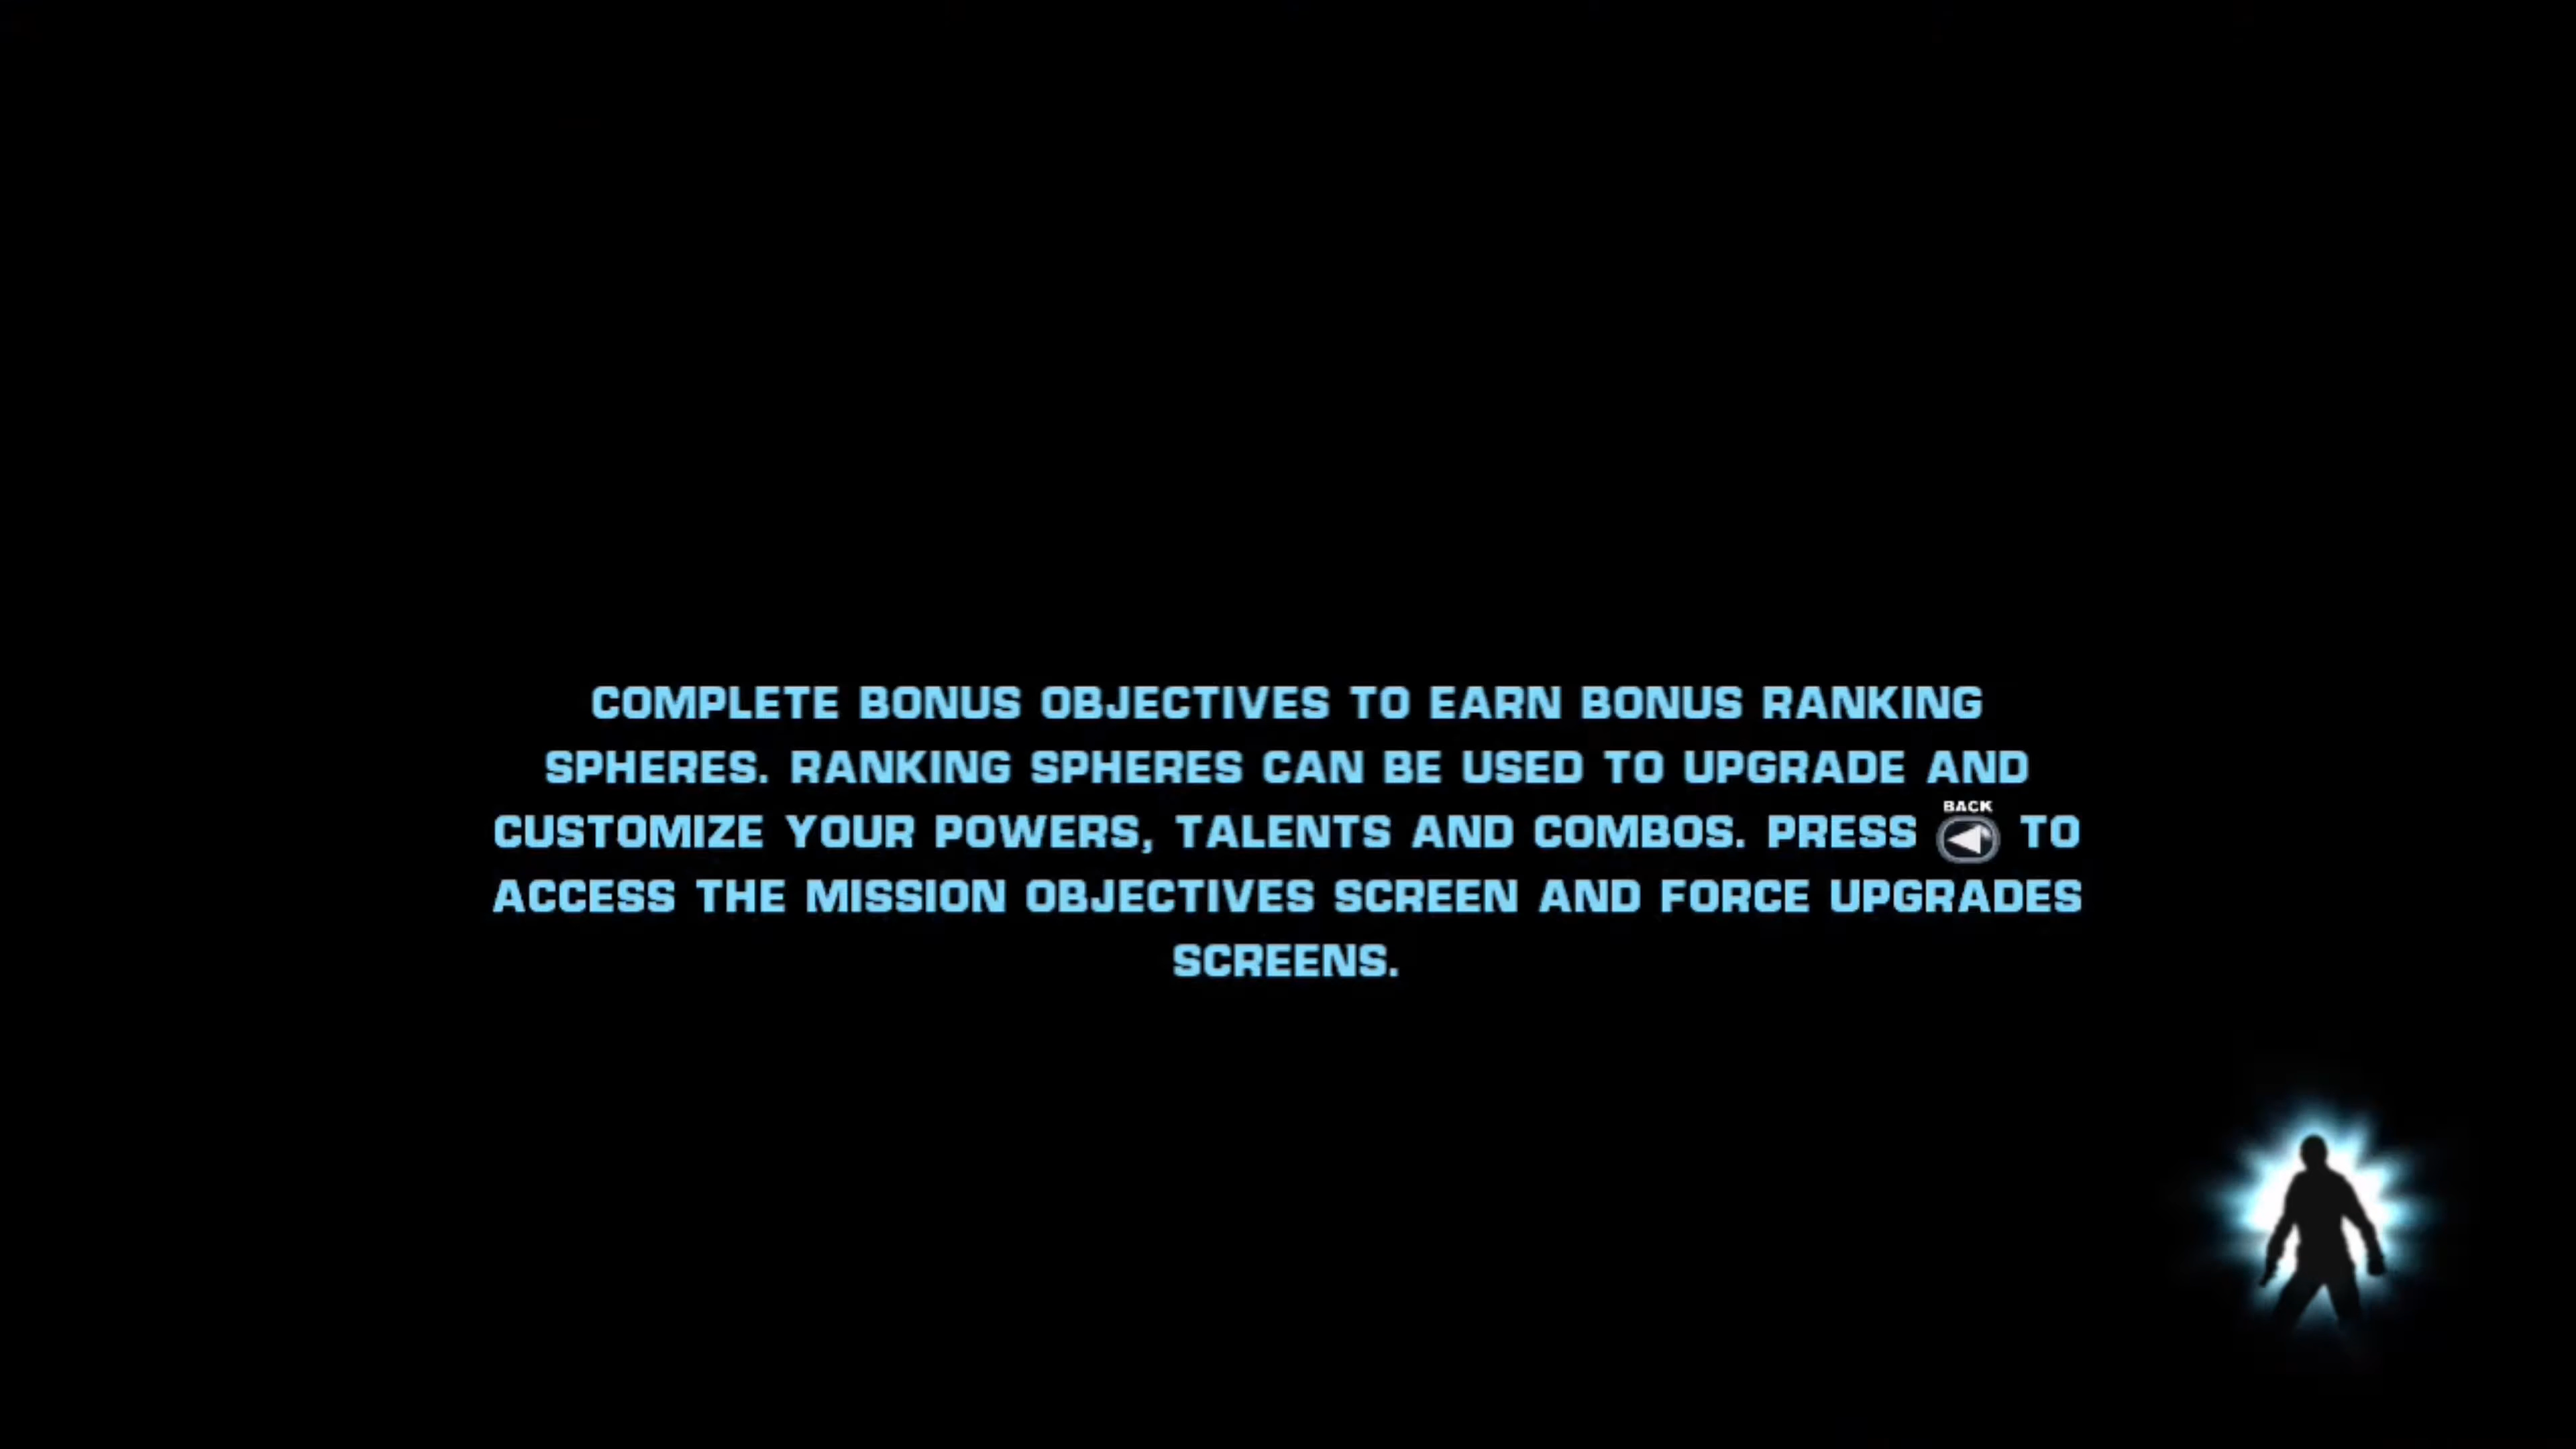 COMPLETE BONUS OBJECTIVES TO EARN BONUS RANKING
SPHERES. RANKING SPHERES CAN BE USED TO UPGRADE AND
CUSTOMIZE YOUR POWERS, TALENTS AND COMBOS. PRESS BACK TO
ACCESS THE MISSION OBJECTIVES SCREEN AND FORCE UPGRADES
SCREENS.